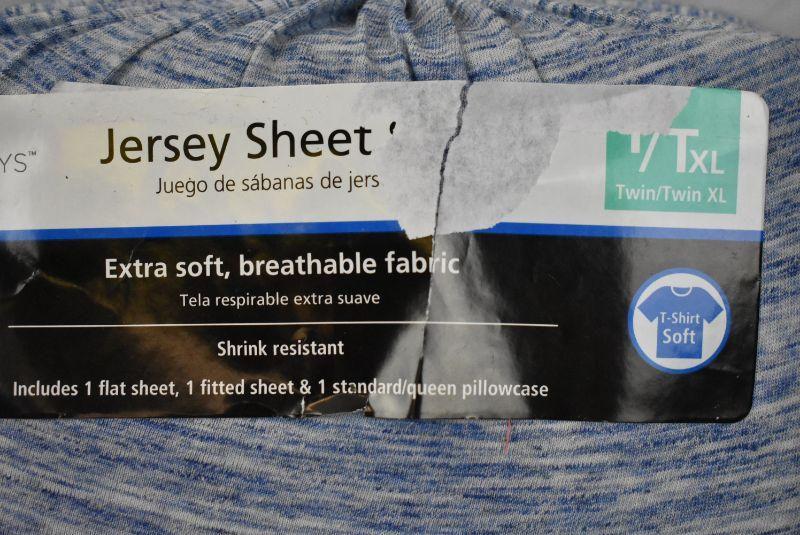 YS™
Jersey Sheet
Juego de sábanas de jers
T/TXL
Twin/Twin XL
Extra soft, breathable fabric
Tela respirable extra suave
T-Shirt
Soft
Shrink resistant
Includes 1 flat sheet, 1 fitted sheet & 1 standard/queen pillowcase